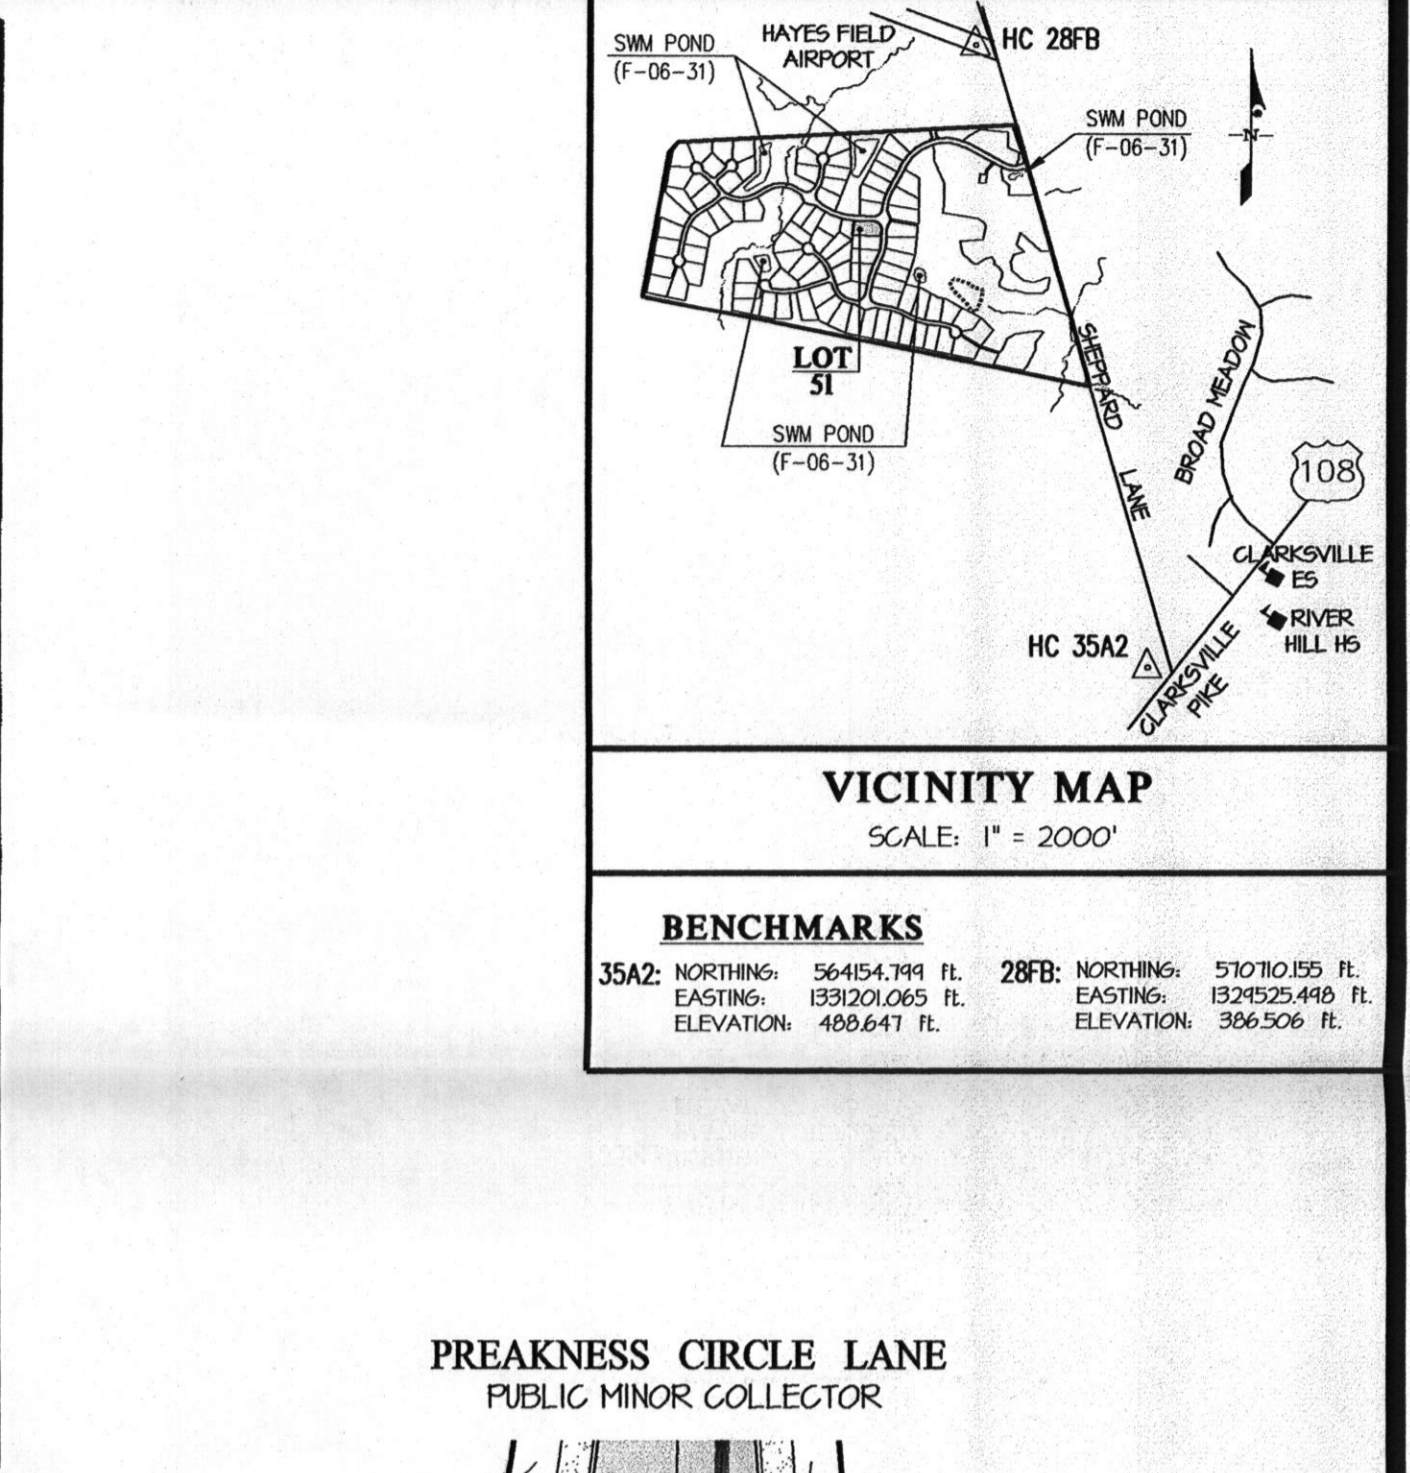 SWM POND
(F-06-31)
HAYES FIELD
AIRPORT
HC 28FB
SWM POND
(F-06-31)
N
LOT
51
SWM POND
(F-06-31)
SHEPPARD
LANE
BROAD MEADOW
108
CLARKSVILLE
ES
RIVER
HILL HS
HC 35A2
CLARKSVILLE
PIKE
VICINITY MAP
SCALE: 1" = 2000'
BENCHMARKS
35A2: NORTHING: 564154.799 ft.
EASTING: 1331201.065 ft.
ELEVATION: 488.647 ft.
28FB: NORTHING: 570710.155 ft.
EASTING: 1329525.498 ft.
ELEVATION: 386.506 ft.
PREAKNESS CIRCLE LANE
PUBLIC MINOR COLLECTOR